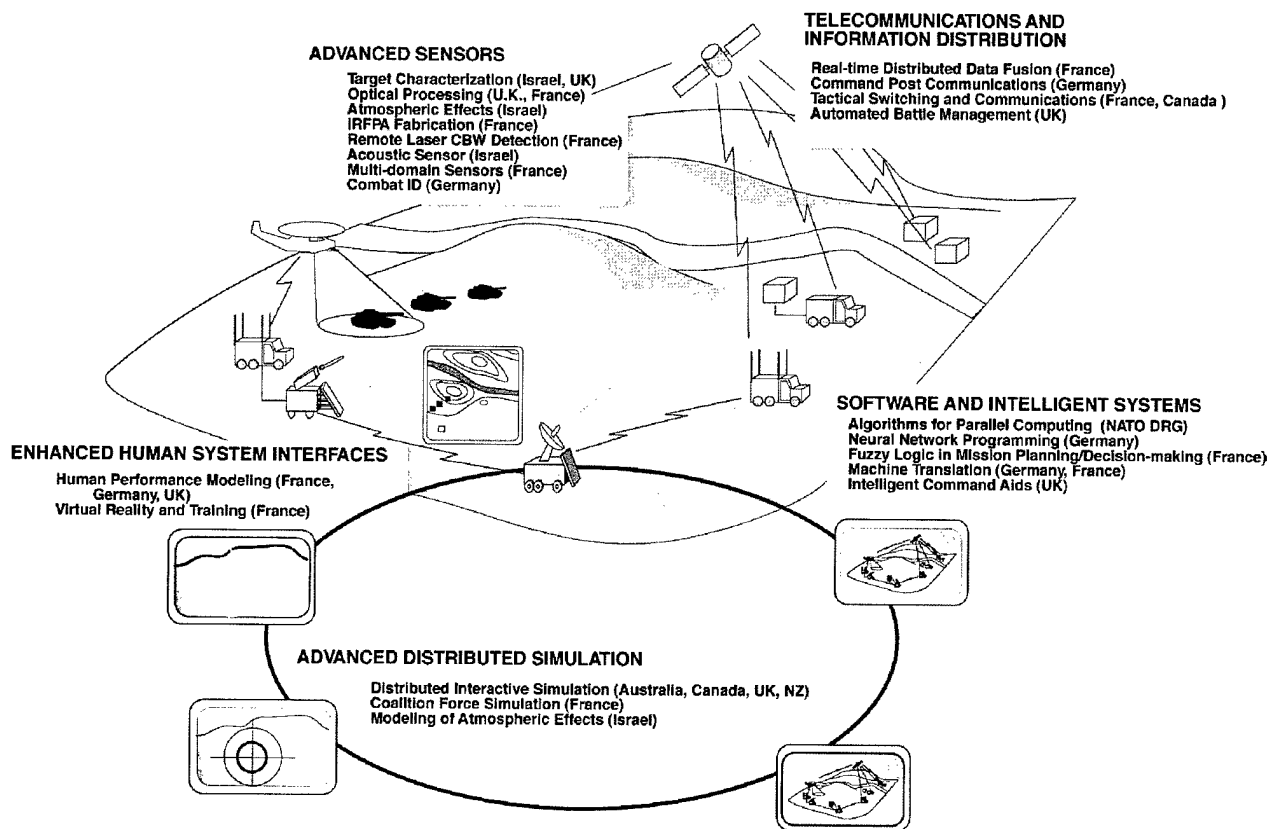 TELECOMMUNICATIONS AND
INFORMATION DISTRIBUTION
Real-time Distributed Data Fusion (France)
Command Post Communications (Germany)
Tactical Switching and Communications (France, Canada )
Automated Battle Management (UK)
ADVANCED SENSORS
Target Characterization (Israel, UK)
Optical Processing (U.K., France)
Atmospheric Effects (Israel)
IRFPA Fabrication (France)
Remote Laser CBW Detection (France)
Acoustic Sensor (Israel)
Multi-domain Sensors (France)
Combat ID (Germany)
SOFTWARE AND INTELLIGENT SYSTEMS
Algorithms for Parallel Computing (NATO DRG)
Neural Network Programming (Germany)
Fuzzy Logic in Mission Planning/Decision-making (France)
Machine Translation (Germany, France)
Intelligent Command Aids (UK)
ENHANCED HUMAN SYSTEM INTERFACES
Human Performance Modeling (France,
Germany, UK)
Virtual Reality and Training (France)
ADVANCED DISTRIBUTED SIMULATION
Distributed Interactive Simulation (Australia, Canada, UK, NZ)
Coalition Force Simulation (France)
Modeling of Atmospheric Effects (Israel)